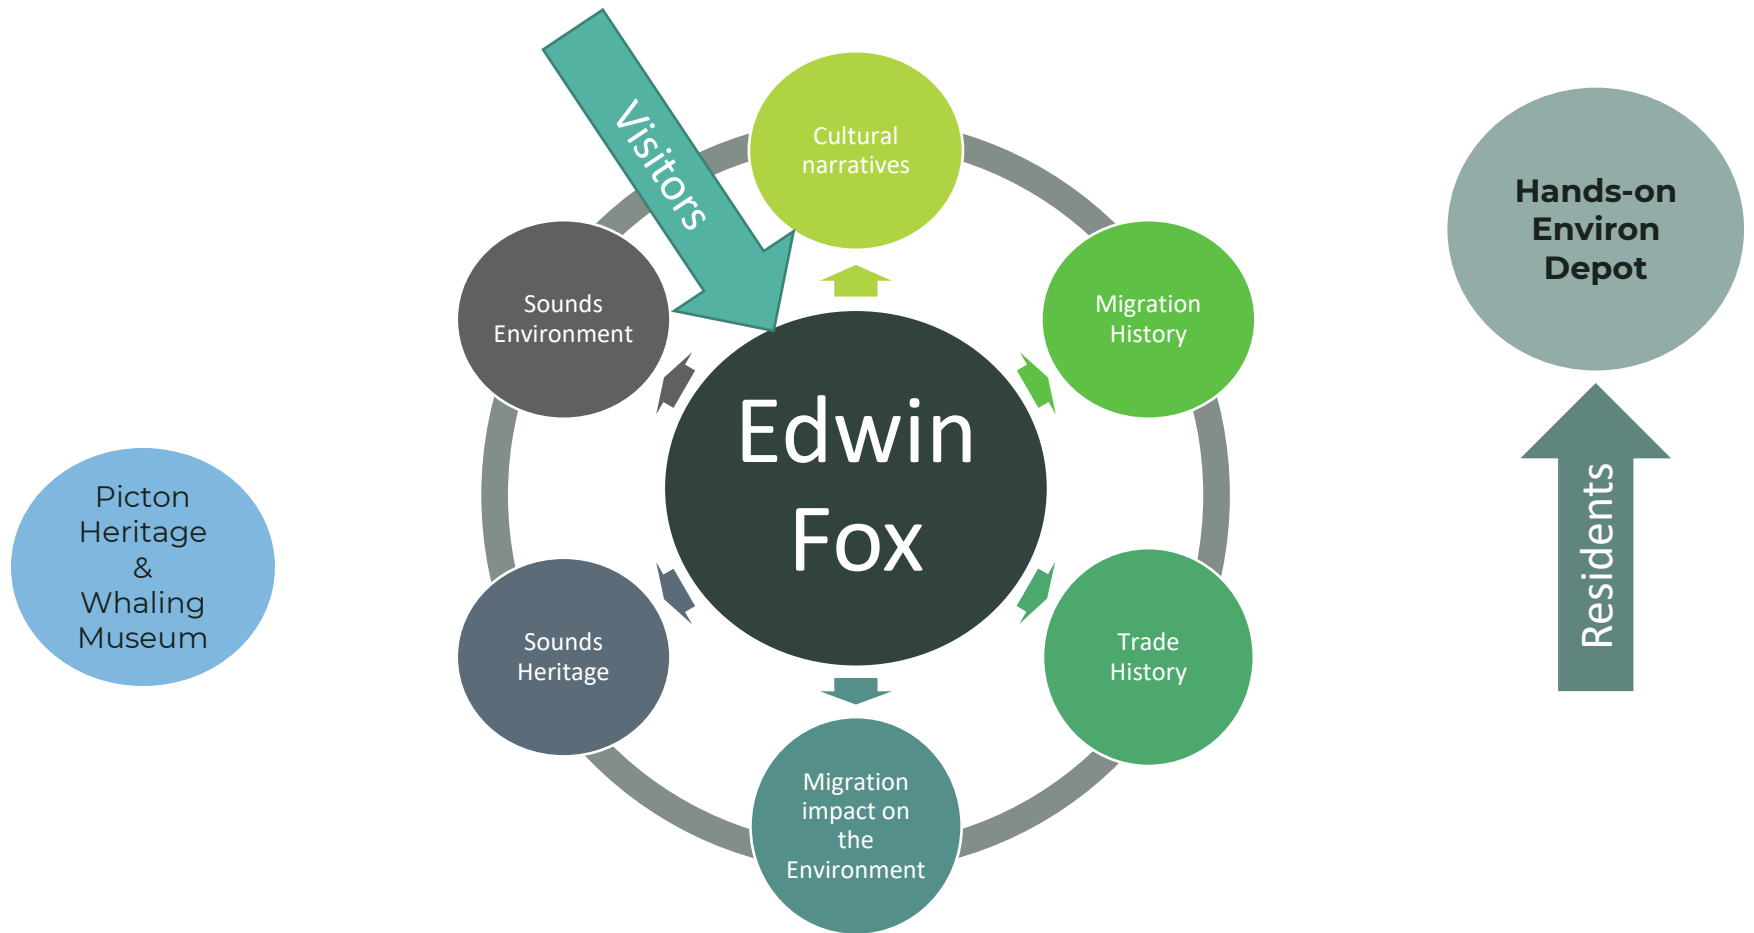 Visitors
Cultural
narratives
Sounds
Environment
Migration
History
Edwin
Fox
Sounds
Heritage
Trade
History
Migration
impact on
the
Environment
Picton
Heritage
&
Whaling
Museum
Hands-on
Environ
Depot
Residents